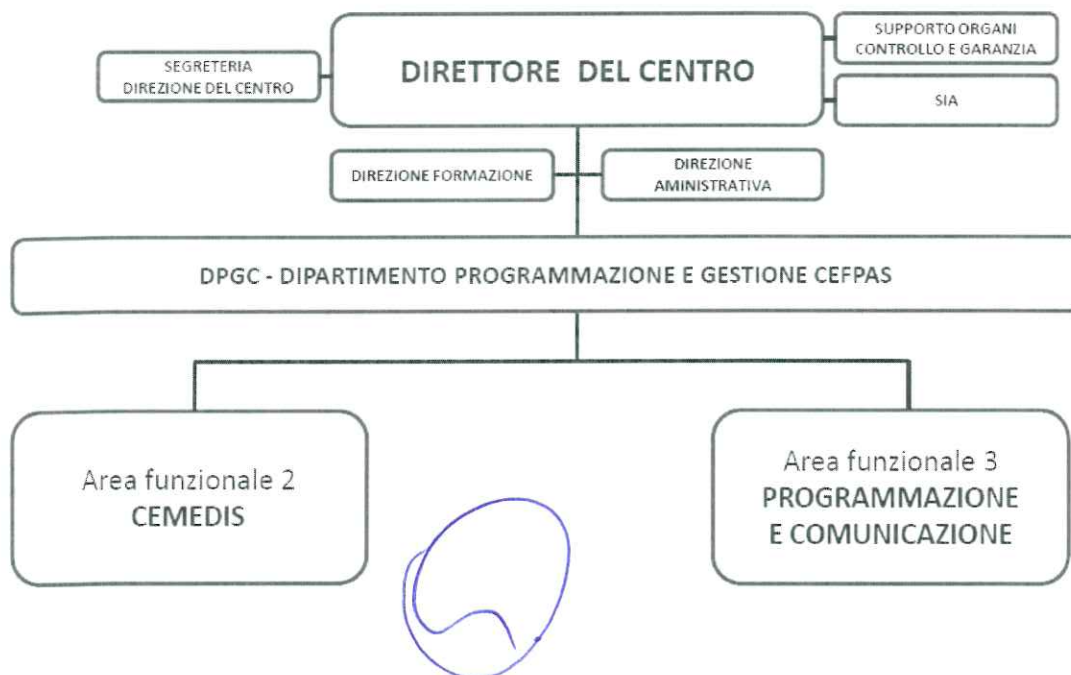 SUPPORTO ORGANI
CONTROLLO E GARANZIA
SEGRETERIA
DIREZIONE DEL CENTRO
DIRETTORE DEL CENTRO
SIA
DIREZIONE FORMAZIONE
DIREZIONE
AMINISTRATIVA
DPGC - DIPARTIMENTO PROGRAMMAZIONE E GESTIONE CEFPAS
Area funzionale 2
CEMEDIS
Area funzionale 3
PROGRAMMAZIONE
E COMUNICAZIONE